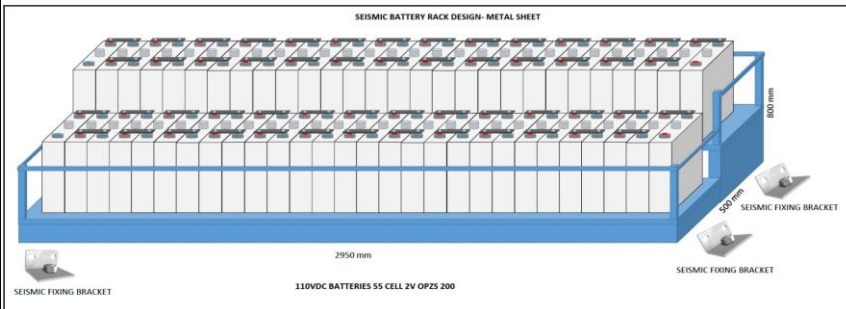 SEISMIC BATTERY RACK DESIGN- METAL SHEET
800 mm
500 mm
SEISMIC FIXING BRACKET
2950 mm
SEISMIC FIXING BRACKET
SEISMIC FIXING BRACKET
110VDC BATTERIES 55 CELL 2V OPZS 200